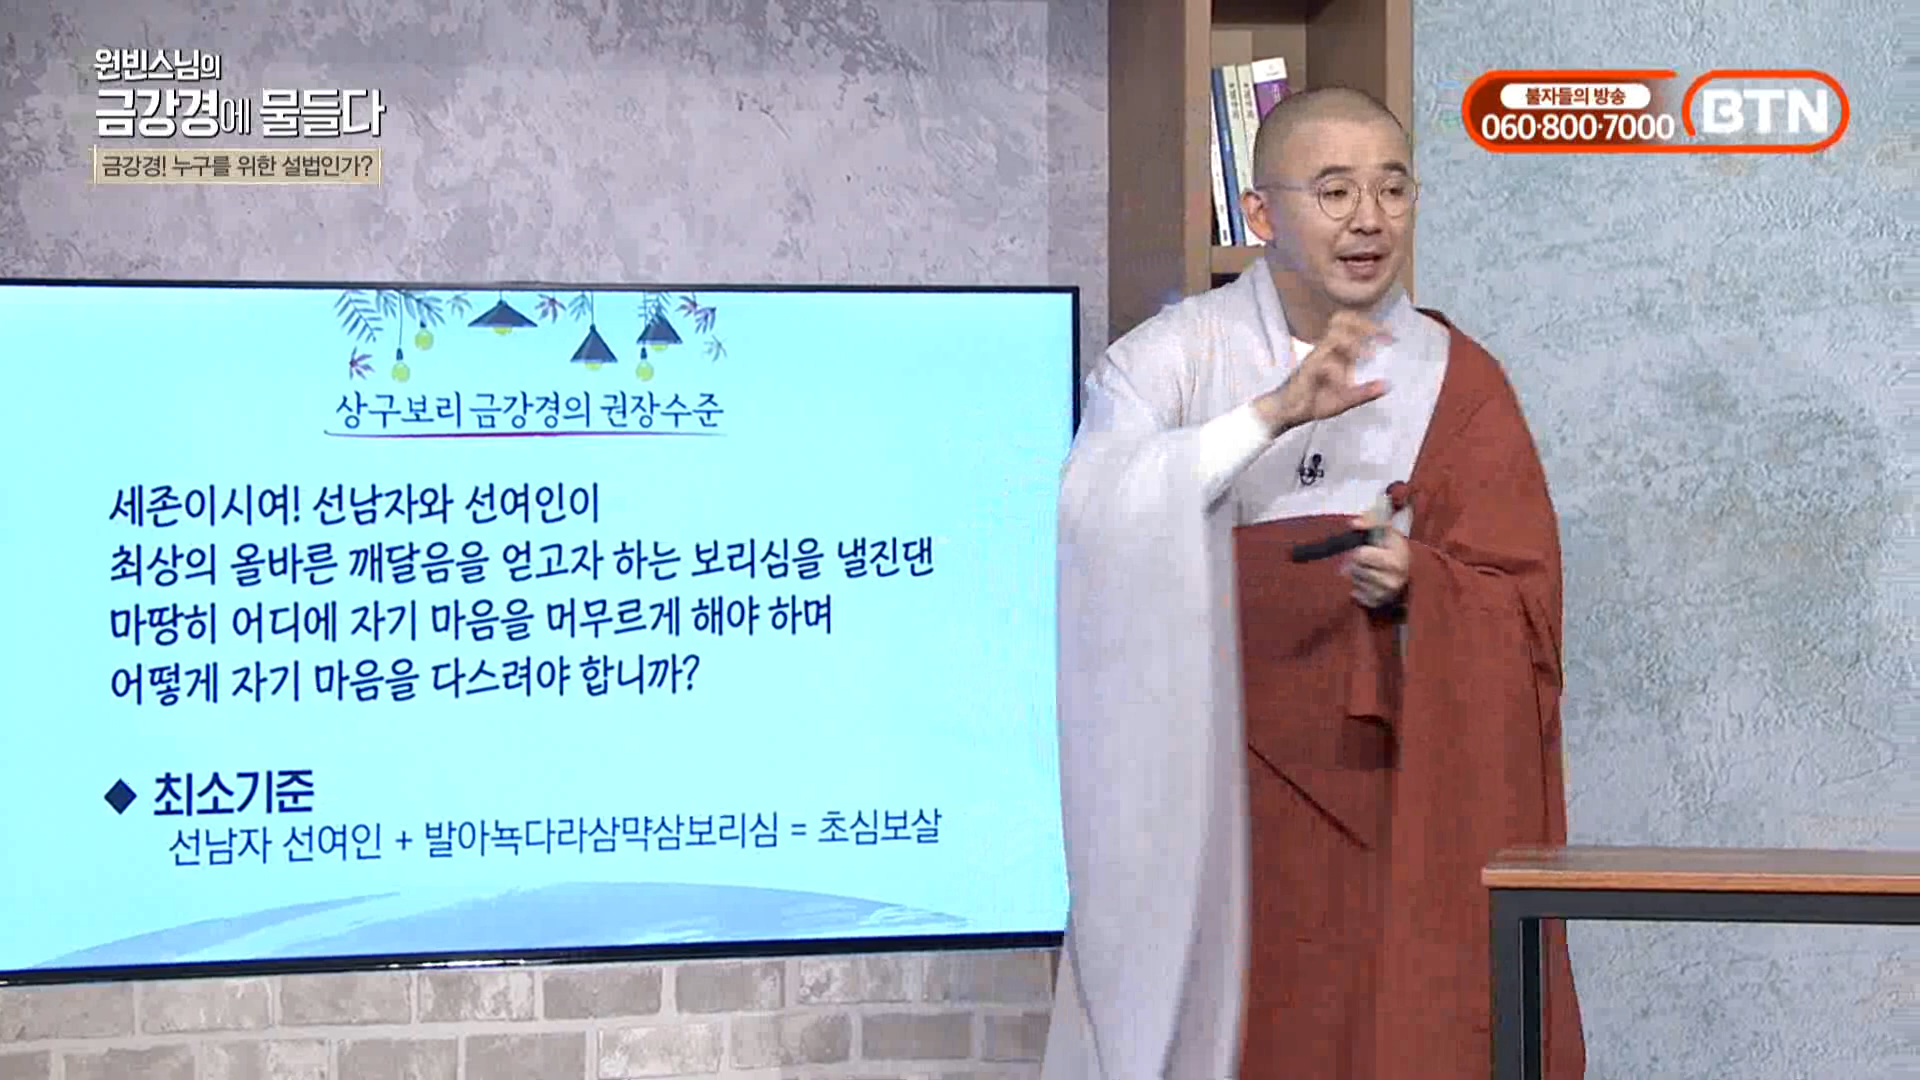 원빈스님의
금강경에 물들다
금강경! 누구를 위한 설법인가?
불자들의 방송
060·800·7000
BTN
상구보리 금강경의 권장수준
세존이시여! 선남자와 선여인이
최상의 올바른 깨달음을 얻고자 하는 보리심을 낼진댄
마땅히 어디에 자기 마음을 머무르게 해야 하며
어떻게 자기 마음을 다스려야 합니까?
◆ 최소기준
선남자 선여인 + 발아뇩다라삼먁삼보리심 = 초심보살